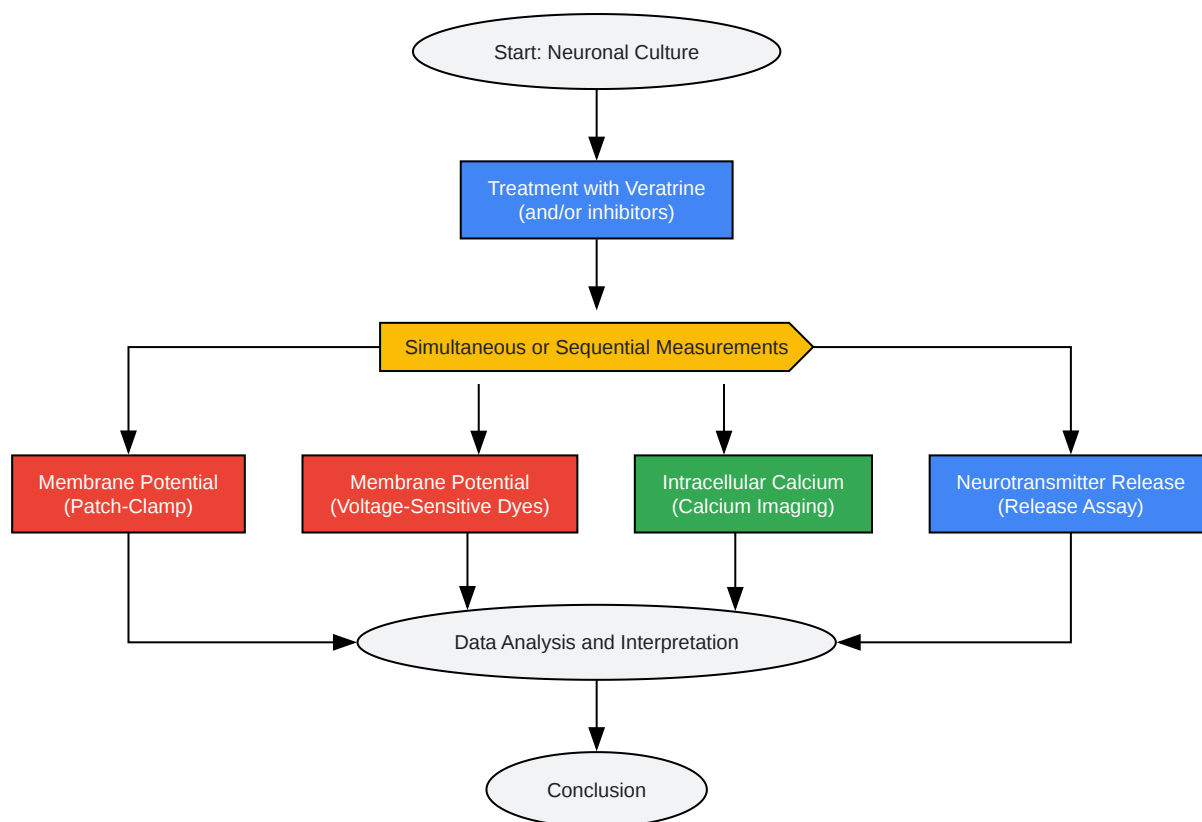 Start: Neuronal Culture
Treatment with Veratrine
(and/or inhibitors)
Simultaneous or Sequential Measurements
Membrane Potential
(Patch-Clamp)
Membrane Potential
(Voltage-Sensitive Dyes)
Intracellular Calcium
(Calcium Imaging)
Neurotransmitter Release
(Release Assay)
Data Analysis and Interpretation
Conclusion